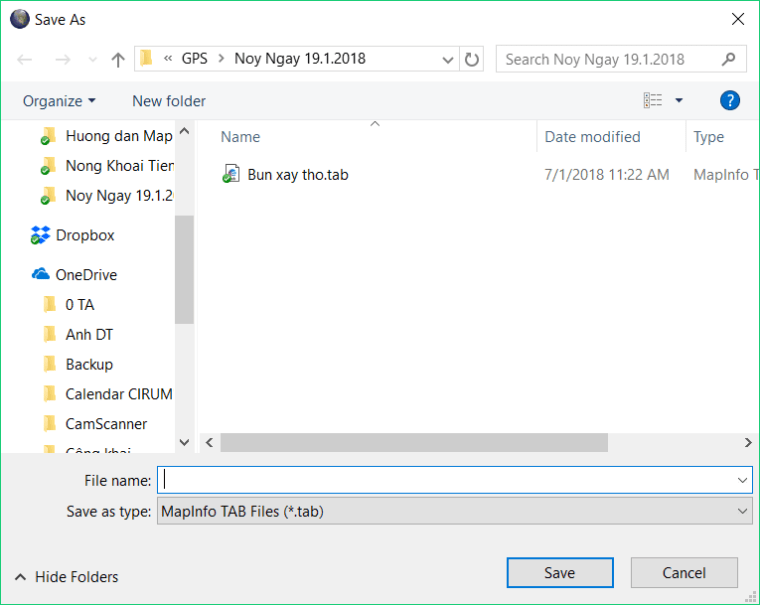 Save As
« GPS > Noy Ngay 19.1.2018
Search Noy Ngay 19.1.2018
Organize
New folder
?
Huong dan Map
Nong Khoai Tien
Noy Ngay 19.1.2
Dropbox
OneDrive
0 TA
Anh DT
Backup
Calendar CIRUM
CamScanner
Công khai
Name
Date modified
Type
Bun xay tho.tab
7/1/2018 11:22 AM
MapInfo T
File name:
Save as type:
MapInfo TAB Files (*.tab)
Hide Folders
Save
Cancel